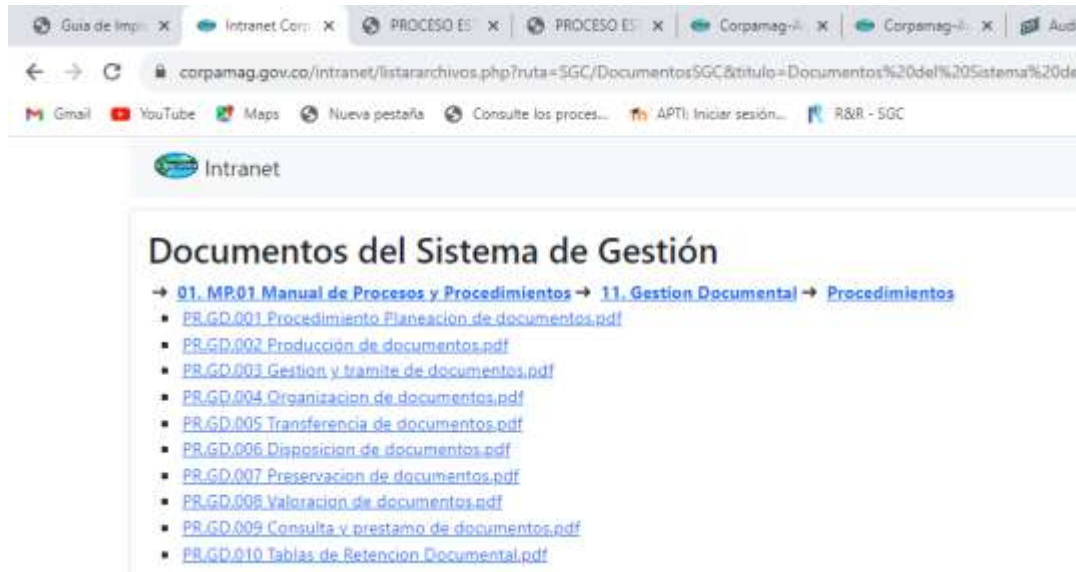 Guia de Imp
Intranet Corp
PROCESO ES
PROCESO ES
Corpamag-A
Corpamag-A
Audi
corpamag.gov.co/intranet/listararchivos.php?ruta=SGC/DocumentosSGC&titulo=Documentos%20del%20Sistema%20de
Gmail YouTube Maps Nueva pestaña Consulte los proces... APTI: Iniciar sesión... R&R - SGC
Intranet
Documentos del Sistema de Gestión
→ 01. MP.01 Manual de Procesos y Procedimientos → 11. Gestion Documental → Procedimientos
PR.GD.001 Procedimiento Planeacion de documentos.pdf
PR.GD.002 Producción de documentos.pdf
PR.GD.003 Gestion y tramite de documentos.pdf
PR.GD.004 Organizacion de documentos.pdf
PR.GD.005 Transferencia de documentos.pdf
PR.GD.006 Disposicion de documentos.pdf
PR.GD.007 Preservacion de documentos.pdf
PR.GD.008 Valoracion de documentos.pdf
PR.GD.009 Consulta y prestamo de documentos.pdf
PR.GD.010 Tablas de Retencion Documental.pdf